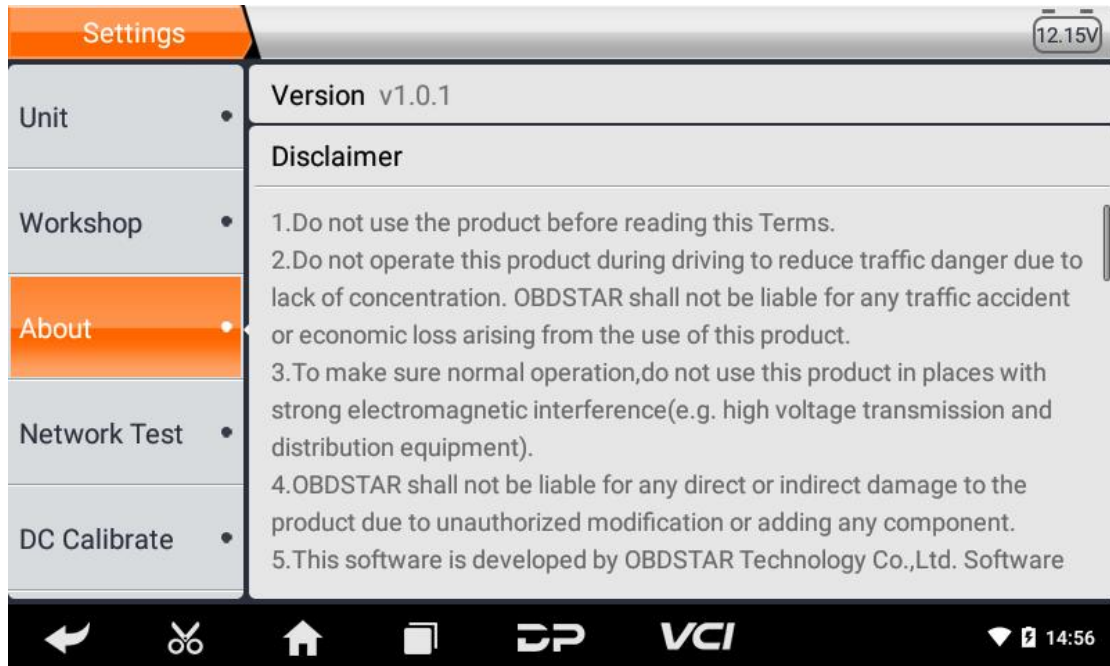 Settings
12.15V
Unit
Workshop
About
Network Test
DC Calibrate
Version v1.0.1
Disclaimer
1.Do not use the product before reading this Terms.
2.Do not operate this product during driving to reduce traffic danger due to
lack of concentration. OBDSTAR shall not be liable for any traffic accident
or economic loss arising from the use of this product.
3.To make sure normal operation,do not use this product in places with
strong electromagnetic interference(e.g. high voltage transmission and
distribution equipment).
4.OBDSTAR shall not be liable for any direct or indirect damage to the
product due to unauthorized modification or adding any component.
5.This software is developed by OBDSTAR Technology Co.,Ltd. Software
DP VCI 14:56